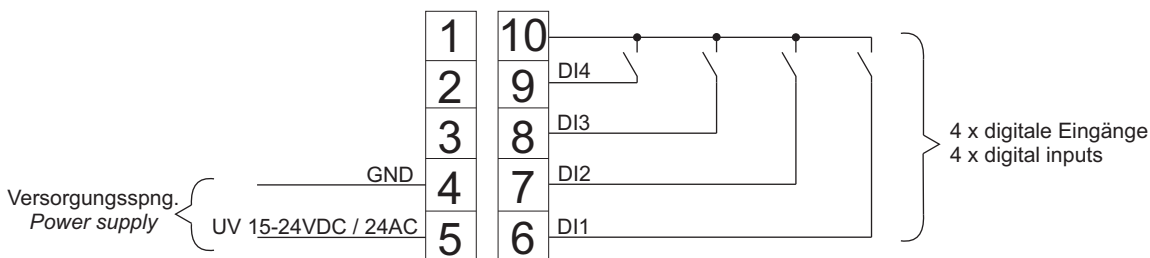 1 10
2 9 DI4
3 8 DI3
GND 4 7 DI2
UV 15-24VDC / 24AC 5 6 DI1
Versorgungsspng.
Power supply
4 x digitale Eingänge
4 x digital inputs